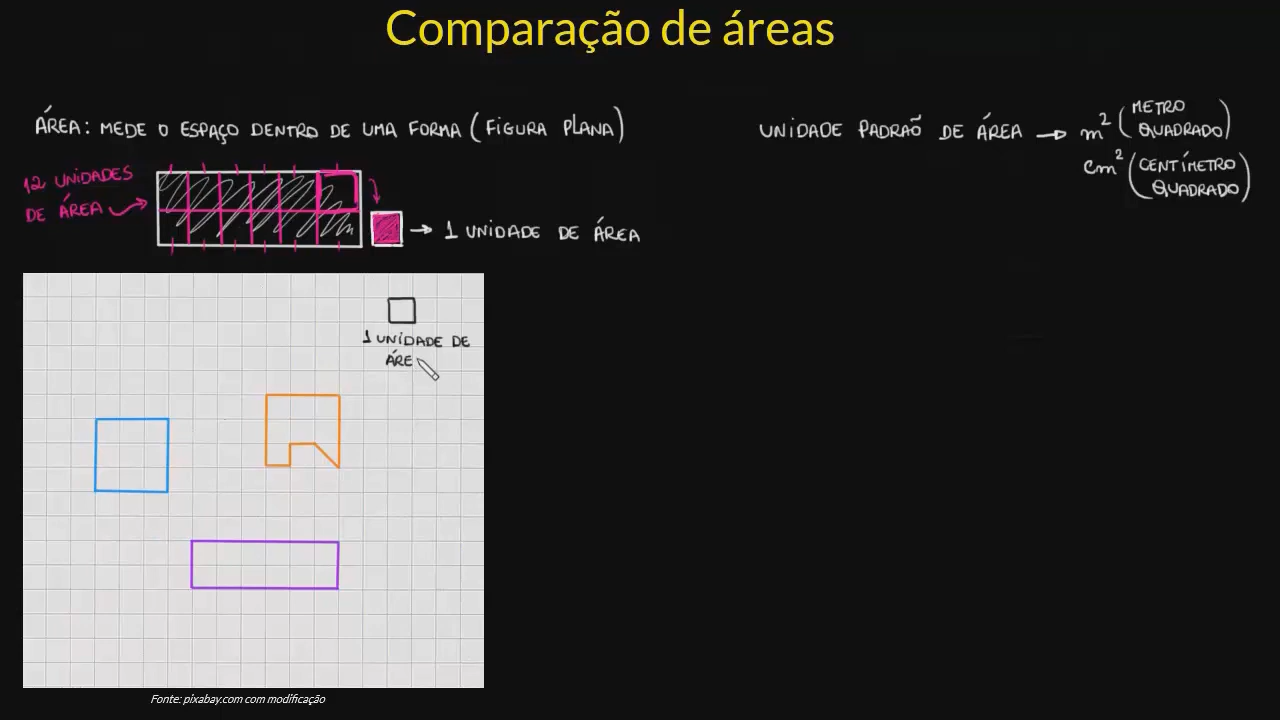 Comparação de áreas
ÁREA: MEDE O ESPAÇO DENTRO DE UMA FORMA (FIGURA PLANA)
12 UNIDADES
DE ÁREA
1 UNIDADE DE ÁREA
UNIDADE PADRAÕ DE ÁREA → m² (METRO
QUADRADO)
cm² (CENTÍMETRO
QUADRADO)
1 UNIDADE DE
ÁRE
Fonte: pixabay.com com modificação